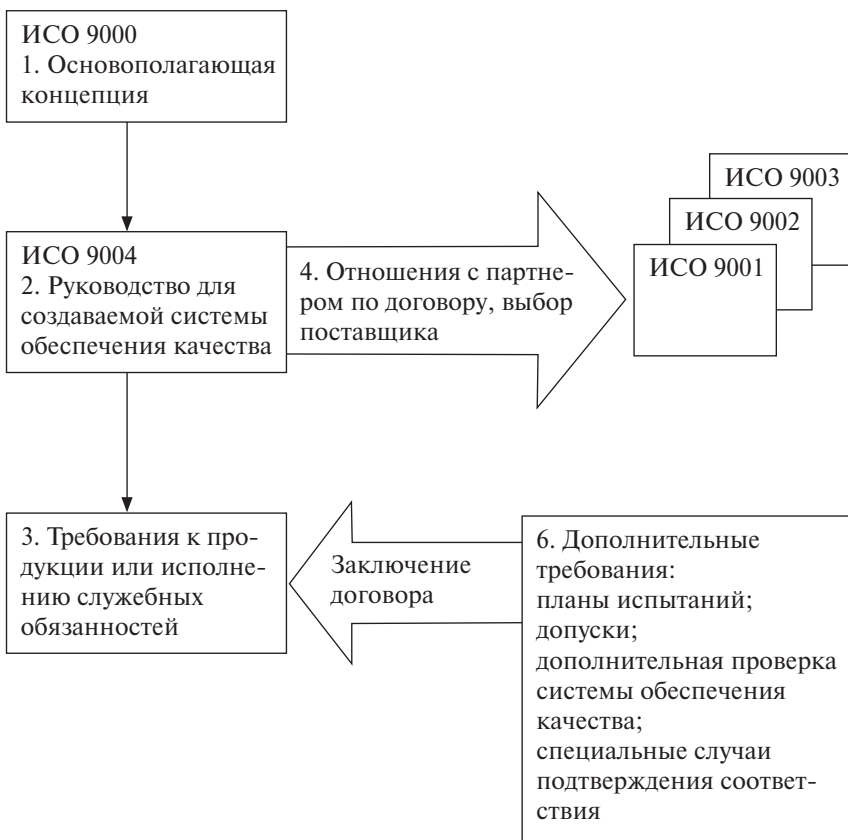 ИСО 9000
1. Основополагающая
концепция
ИСО 9004
2. Руководство для
создаваемой системы
обеспечения качества
4. Отношения с партне-
ром по договору, выбор
поставщика
ИСО 9003
ИСО 9002
ИСО 9001
3. Требования к про-
дукции или исполне-
нию служебных
обязанностей
Заключение
договора
6. Дополнительные
требования:
планы испытаний;
допуски;
дополнительная проверка
системы обеспечения
качества;
специальные случаи
подтверждения соответ-
ствия